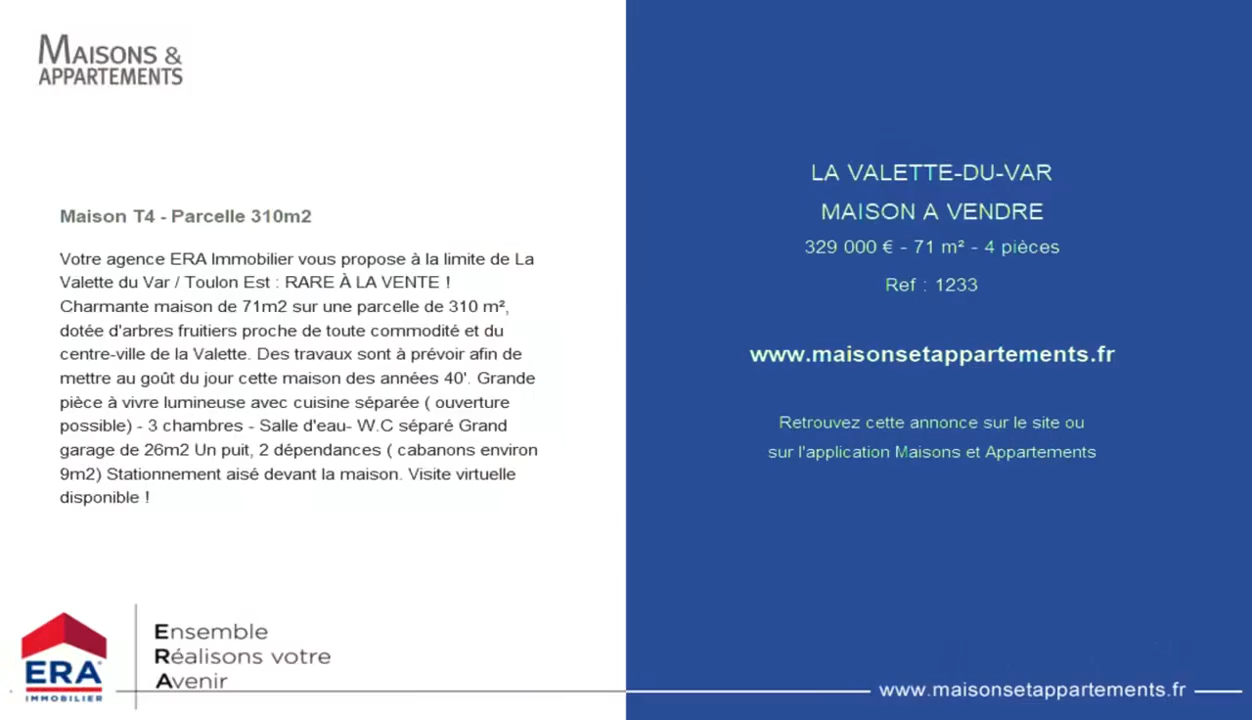 MAISONS &
APPARTEMENTS
Maison T4 - Parcelle 310m2
Votre agence ERA Immobilier vous propose à la limite de La
Valette du Var / Toulon Est : RARE À LA VENTE !
Charmante maison de 71m2 sur une parcelle de 310 m²,
dotée d'arbres fruitiers proche de toute commodité et du
centre-ville de la Valette. Des travaux sont à prévoir afin de
mettre au goût du jour cette maison des années 40'. Grande
pièce à vivre lumineuse avec cuisine séparée ( ouverture
possible) - 3 chambres - Salle d'eau- W.C séparé Grand
garage de 26m2 Un puit, 2 dépendances ( cabanons environ
9m2) Stationnement aisé devant la maison. Visite virtuelle
disponible !
ERA
IMMOBILIER
Ensemble
Réalisons votre
Avenir
LA VALETTE-DU-VAR
MAISON A VENDRE
329 000 € - 71 m² - 4 pièces
Ref : 1233
www.maisonsetappartements.fr
Retrouvez cette annonce sur le site ou
sur l'application Maisons et Appartements
www.maisonsetappartements.fr